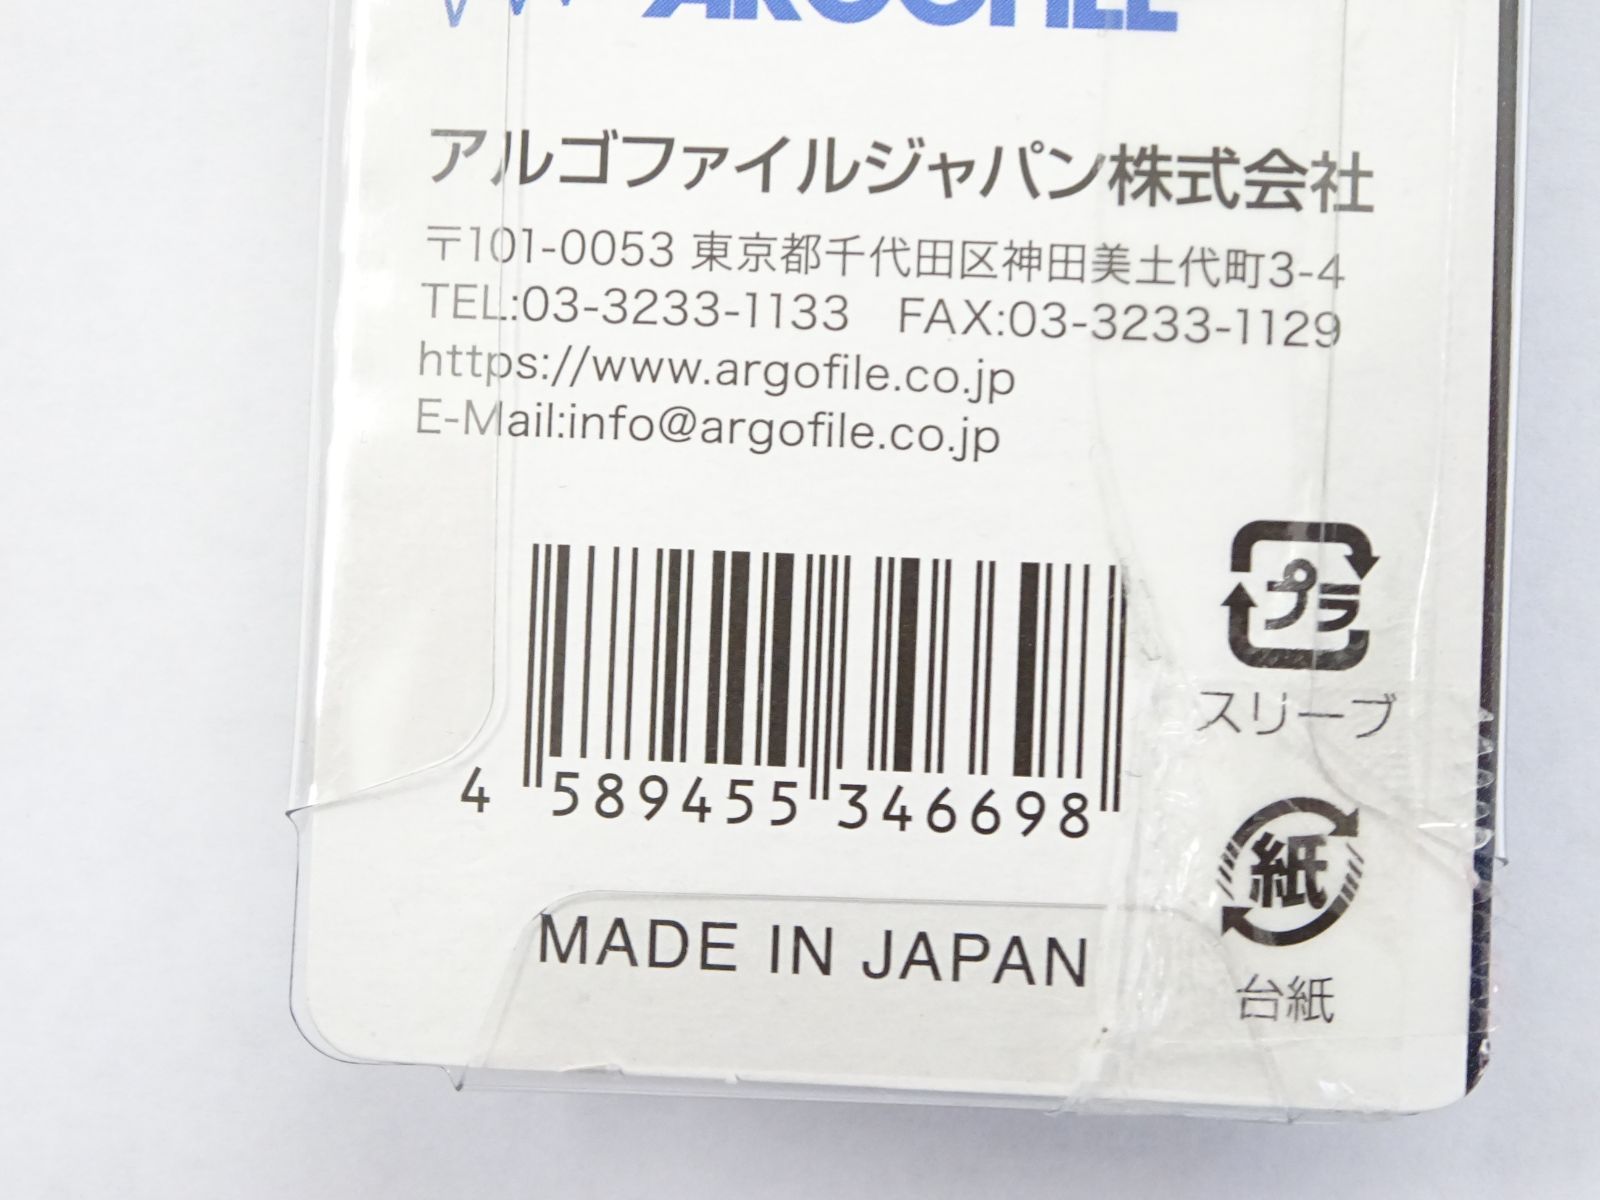 ARGOFILE
アルゴファイルジャパン株式会社
〒101-0053 東京都千代田区神田美土代町3-4
TEL:03-3233-1133 FAX:03-3233-1129
https://www.argofile.co.jp
E-Mail:info@argofile.co.jp
プラ
スリーブ
4 589455 346698
紙
台紙
MADE IN JAPAN